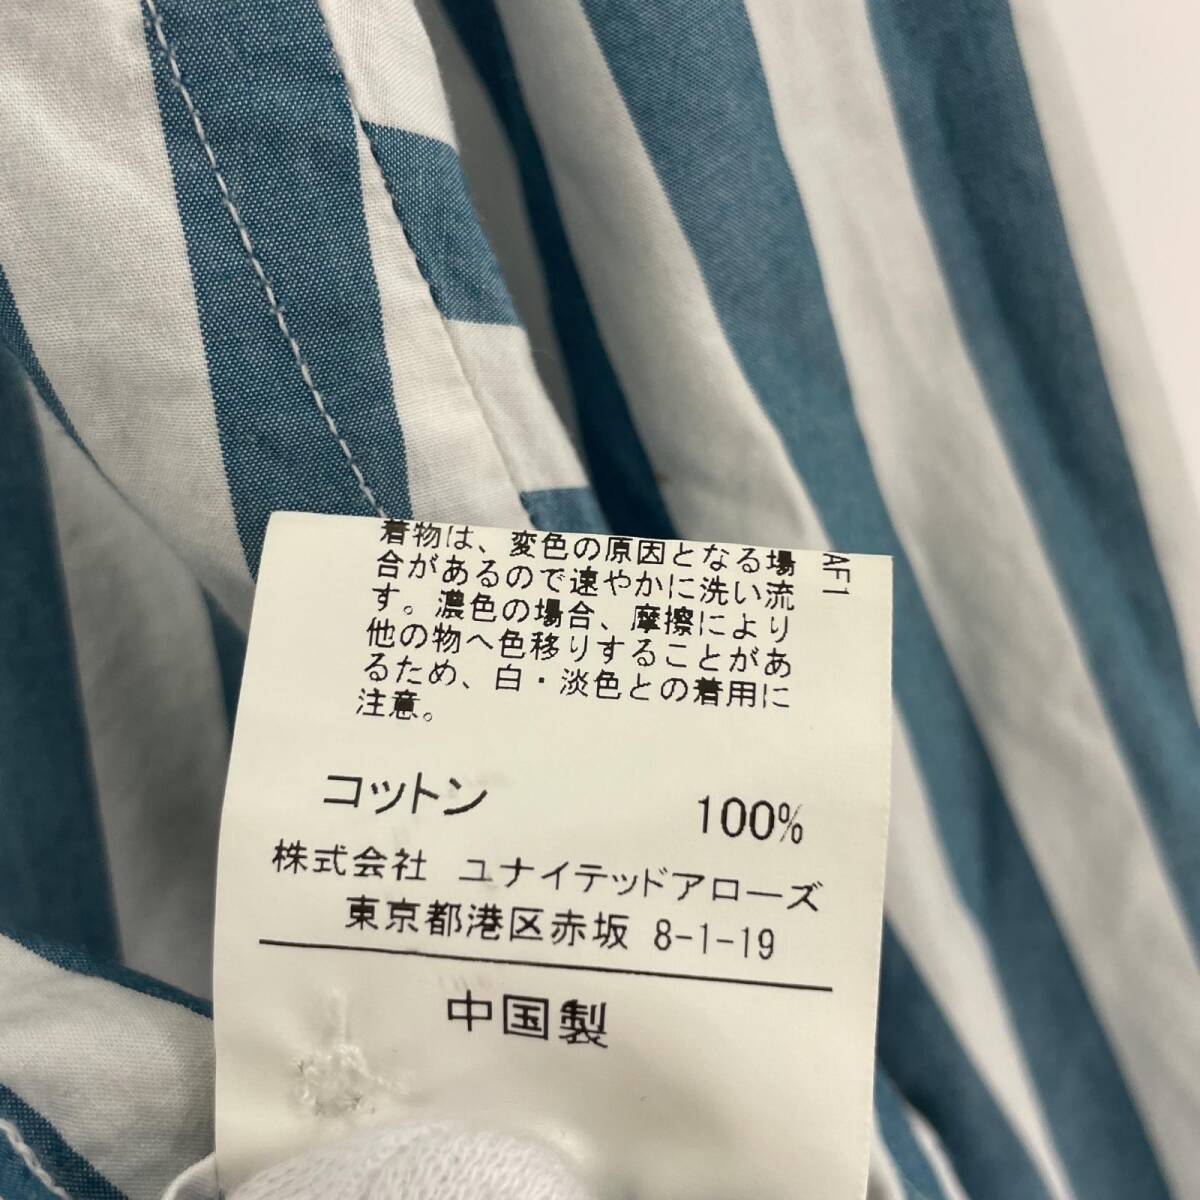 着物は、変色の原因となる場
合があるので速やかに洗い流
す。濃色の場合、摩擦により
他の物へ色移りすることがあ
るため、白・淡色との着用に
注意。
AF1
コットン 100%
株式会社 ユナイテッドアローズ
東京都港区赤坂 8-1-19
中国製